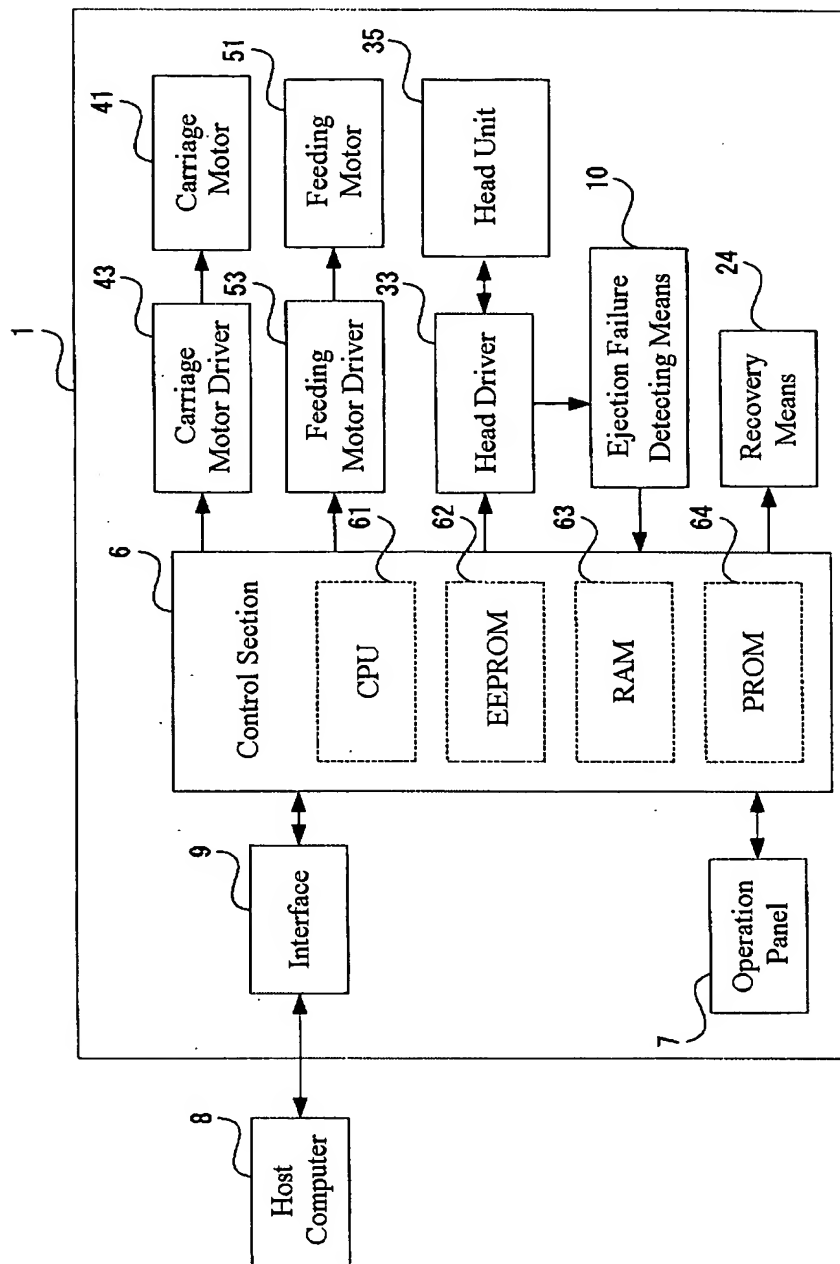 1
8
Host
Computer
9
Interface
7
Operation
Panel
6
Control Section
CPU
61
EEPROM
62
RAM
63
PROM
64
43
Carriage
Motor Driver
41
Carriage
Motor
53
Feeding
Motor Driver
51
Feeding
Motor
33
Head Driver
35
Head Unit
10
Ejection Failure
Detecting Means
24
Recovery
Means